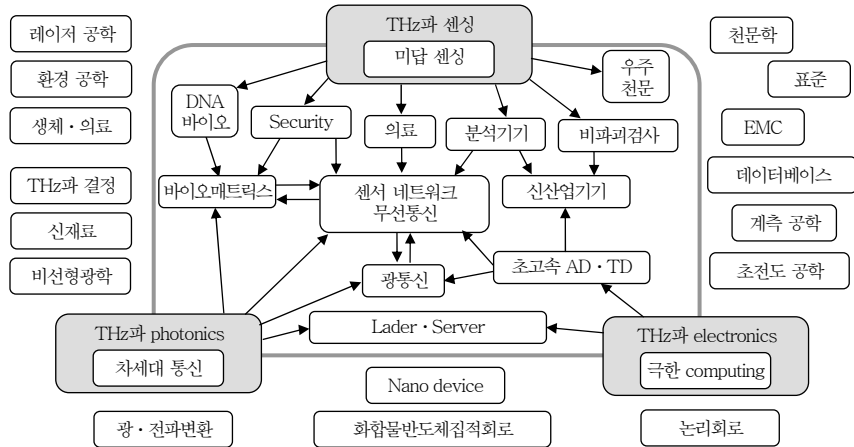 THz파 센싱
미답 센싱
레이저 공학
환경 공학
생체·의료
THz파 결정
신재료
비선형광학
천문학
표준
EMC
데이터베이스
계측 공학
초전도 공학
DNA
바이오
Security
의료
분석기기
비파괴검사
우주
천문
바이오매트릭스
센서 네트워크
무선통신
신산업기기
광통신
초고속 AD·TD
THz파 photonics
차세대 통신
Lader·Server
THz파 electronics
극한 computing
Nano device
광·전파변환
화합물반도체집적회로
논리회로